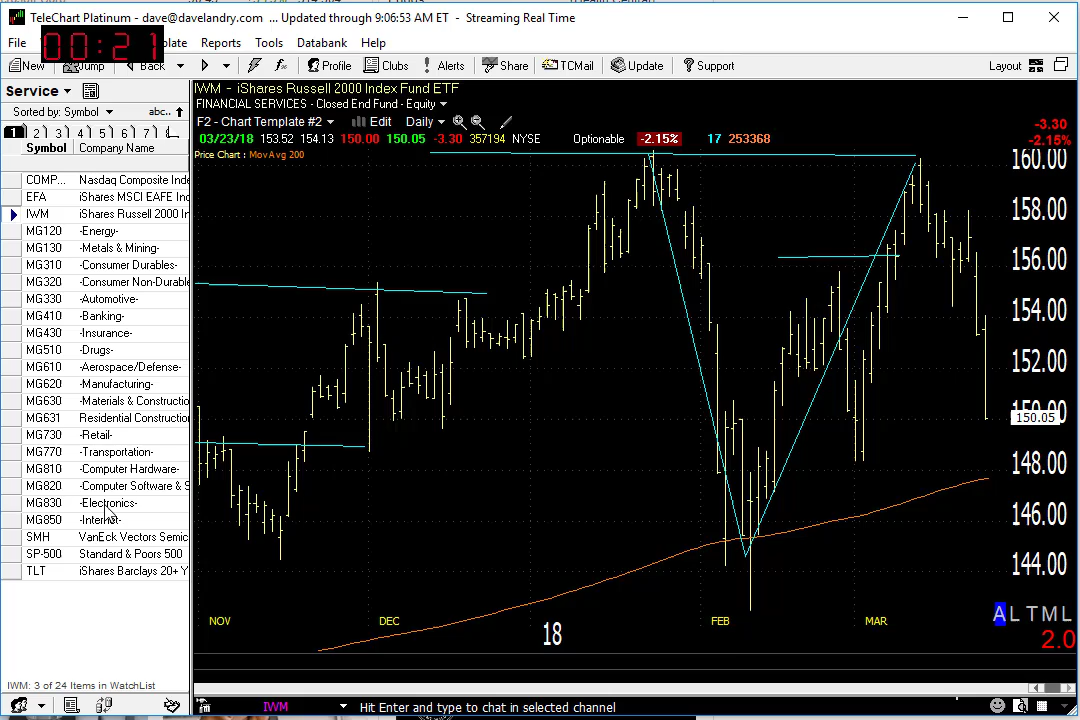 TeleChart Platinum - dave@davelandry.com ... Updated through 9:06:53 AM ET - Streaming Real Time
File late Reports Tools Databank Help
00:21
New Jump Back Profile Clubs Alerts Share TCMail Update Support Layout
Service
Sorted by: Symbol abc..
1 2 3 4 5 6 7 L
Symbol Company Name
COMP... Nasdaq Composite Inde
EFA iShares MSCI EAFE Ind
IWM iShares Russell 2000 In
MG120 -Energy-
MG130 -Metals & Mining-
MG310 -Consumer Durables-
MG320 -Consumer Non-Durable
MG330 -Automotive-
MG410 -Banking-
MG430 -Insurance-
MG510 -Drugs-
MG610 -Aerospace/Defense-
MG620 -Manufacturing-
MG630 -Materials & Constructio
MG631 Residential Construction
MG730 -Retail-
MG770 -Transportation-
MG810 -Computer Hardware-
MG820 -Computer Software & S
MG830 -Electronics-
MG850 -Internet-
SMH VanEck Vectors Semic
SP-500 Standard & Poors 500
TLT iShares Barclays 20+ Y
IWM: 3 of 24 Items in WatchList
IWM - iShares Russell 2000 Index Fund ETF
FINANCIAL SERVICES - Closed End Fund - Equity
F2 - Chart Template #2 Edit Daily
03/23/18 153.52 154.13 150.00 150.05 -3.30 357194 NYSE Optionable -2.15% 17 253368
-3.30
-2.15%
Price Chart : MovAvg 200
160.00
158.00
156.00
154.00
152.00
150.00
150.05
148.00
146.00
144.00
NOV DEC 18 FEB MAR
A L T M L
2.0
IWM Hit Enter and type to chat in selected channel